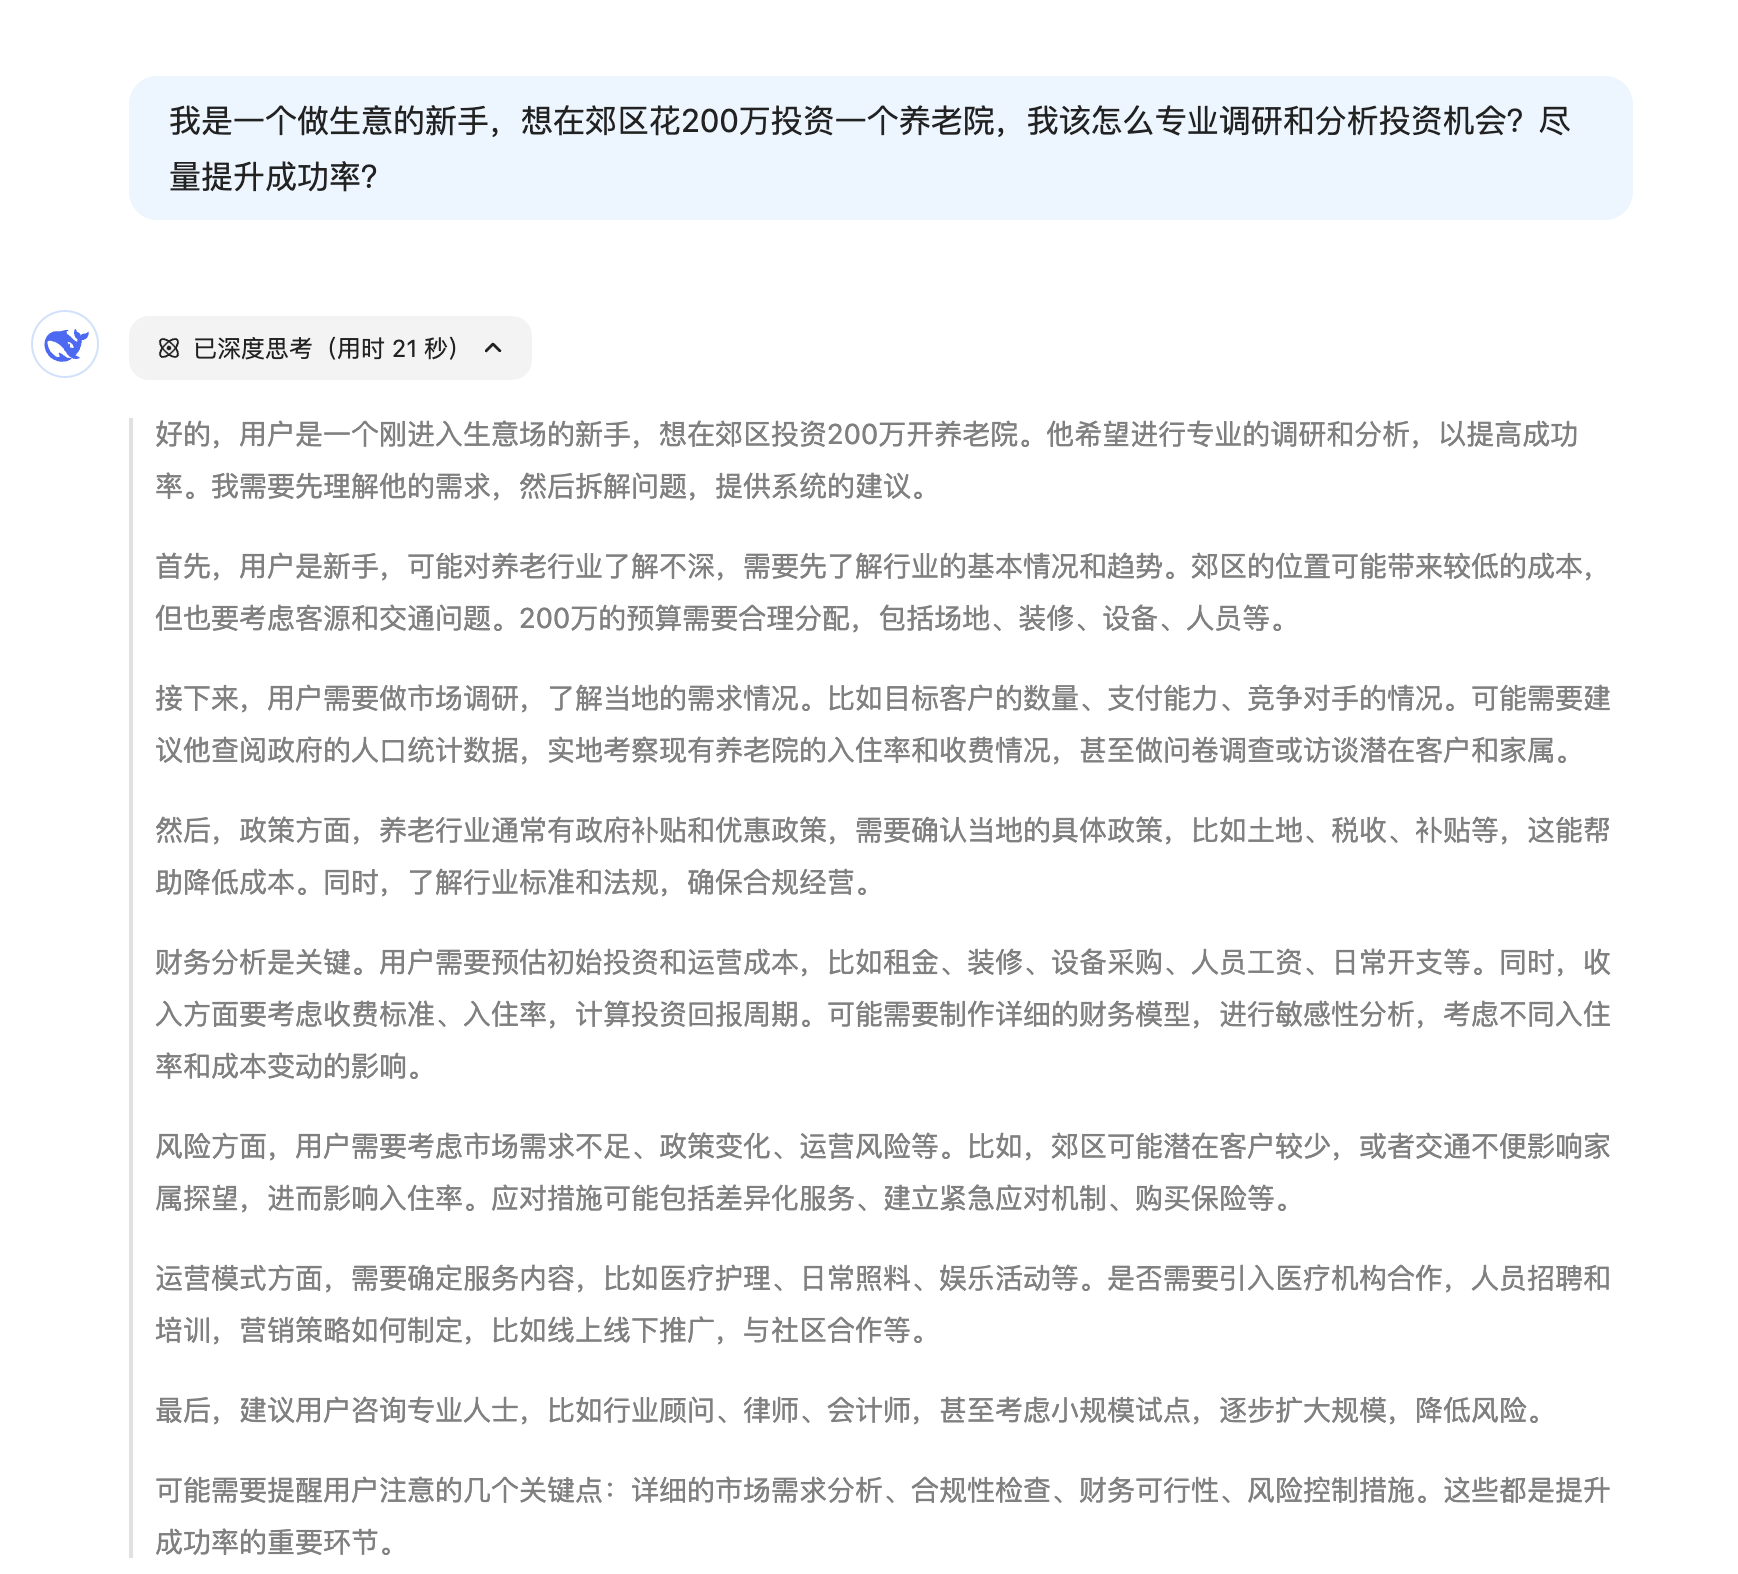 我是一个做生意的新手，想在郊区花200万投资一个养老院，我该怎么专业调研和分析投资机会？尽
量提升成功率？
已深度思考（用时 21 秒）
好的，用户是一个刚进入生意场的新手，想在郊区投资200万开养老院。他希望进行专业的调研和分析，以提高成功
率。我需要先理解他的需求，然后拆解问题，提供系统的建议。
首先，用户是新手，可能对养老行业了解不深，需要先了解行业的基本情况和趋势。郊区的位置可能带来较低的成本，
但也要考虑客源和交通问题。200万的预算需要合理分配，包括场地、装修、设备、人员等。
接下来，用户需要做市场调研，了解当地的需求情况。比如目标客户的数量、支付能力、竞争对手的情况。可能需要建
议他查阅政府的人口统计数据，实地考察现有养老院的入住率和收费情况，甚至做问卷调查或访谈潜在客户和家属。
然后，政策方面，养老行业通常有政府补贴和优惠政策，需要确认当地的具体政策，比如土地、税收、补贴等，这能帮
助降低成本。同时，了解行业标准和法规，确保合规经营。
财务分析是关键。用户需要预估初始投资和运营成本，比如租金、装修、设备采购、人员工资、日常开支等。同时，收
入方面要考虑收费标准、入住率，计算投资回报周期。可能需要制作详细的财务模型，进行敏感性分析，考虑不同入住
率和成本变动的影响。
风险方面，用户需要考虑市场需求不足、政策变化、运营风险等。比如，郊区可能潜在客户较少，或者交通不便影响家
属探望，进而影响入住率。应对措施可能包括差异化服务、建立紧急应对机制、购买保险等。
运营模式方面，需要确定服务内容，比如医疗护理、日常照料、娱乐活动等。是否需要引入医疗机构合作，人员招聘和
培训，营销策略如何制定，比如线上线下推广，与社区合作等。
最后，建议用户咨询专业人士，比如行业顾问、律师、会计师，甚至考虑小规模试点，逐步扩大规模，降低风险。
可能需要提醒用户注意的几个关键点：详细的市场需求分析、合规性检查、财务可行性、风险控制措施。这些都是提升
成功率的重要环节。